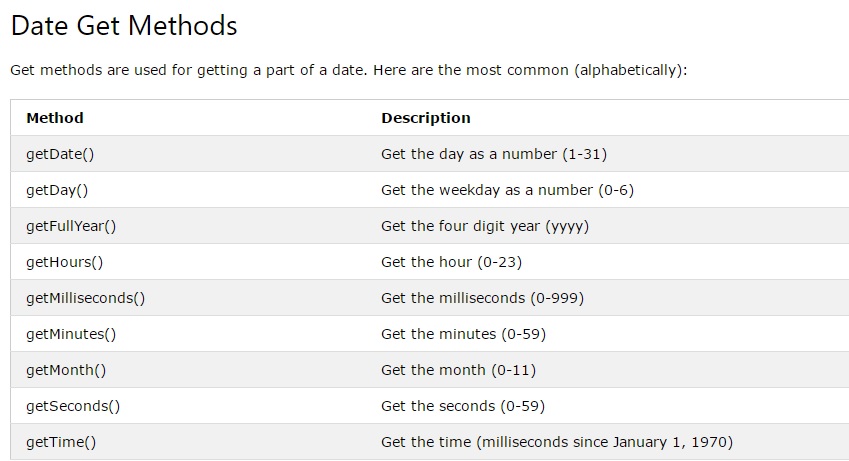 Date Get Methods
Get methods are used for getting a part of a date. Here are the most common (alphabetically):
Method Description
getDate() Get the day as a number (1-31)
getDay() Get the weekday as a number (0-6)
getFullYear() Get the four digit year (yyyy)
getHours() Get the hour (0-23)
getMilliseconds() Get the milliseconds (0-999)
getMinutes() Get the minutes (0-59)
getMonth() Get the month (0-11)
getSeconds() Get the seconds (0-59)
getTime() Get the time (milliseconds since January 1, 1970)